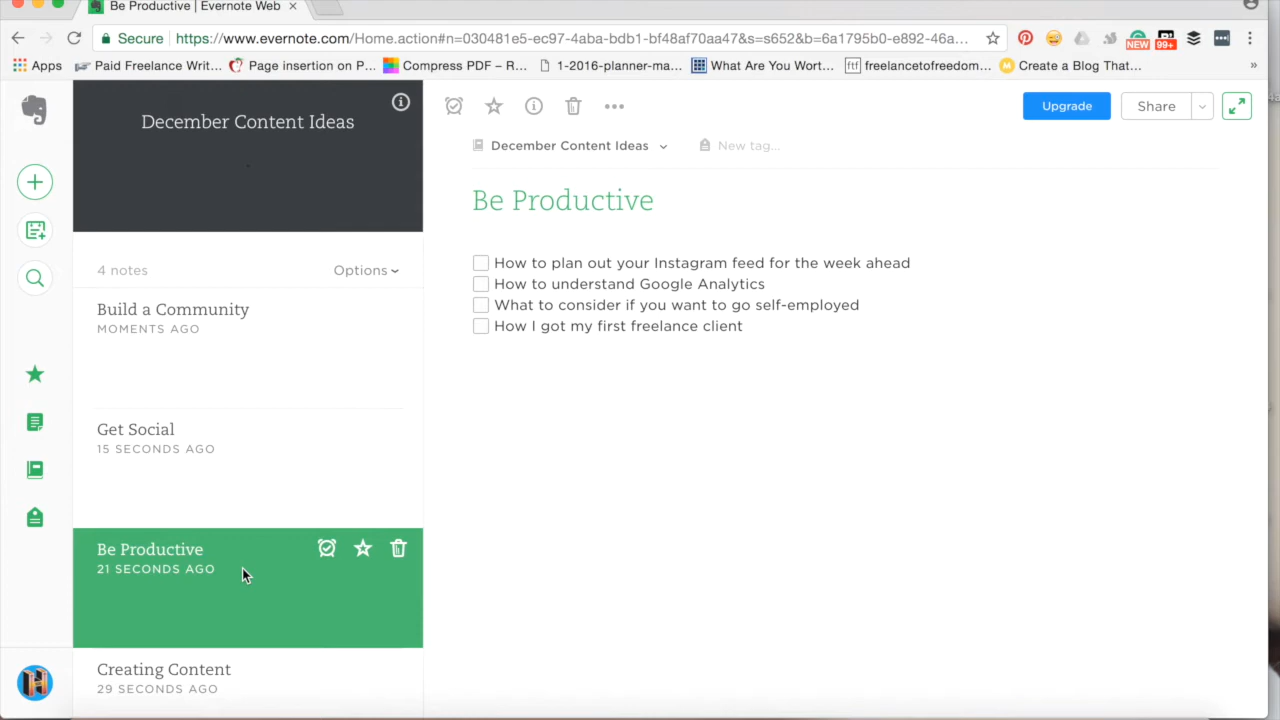 Be Productive | Evernote Web
Secure https://www.evernote.com/Home.action#n=030481e5-ec97-4aba-bdb1-bf48af70aa47&s=s652&b=6a1795b0-e892-46a...
NEW 99+
Apps Paid Freelance Writ... Page insertion on P... Compress PDF – R... 1-2016-planner-ma... What Are You Wort... ftf freelancetofreedom... Create a Blog That... »
December Content Ideas
Upgrade Share
December Content Ideas New tag...
Be Productive
4 notes Options
How to plan out your Instagram feed for the week ahead
How to understand Google Analytics
What to consider if you want to go self-employed
How I got my first freelance client
Build a Community
MOMENTS AGO
Get Social
15 SECONDS AGO
Be Productive
21 SECONDS AGO
Creating Content
29 SECONDS AGO